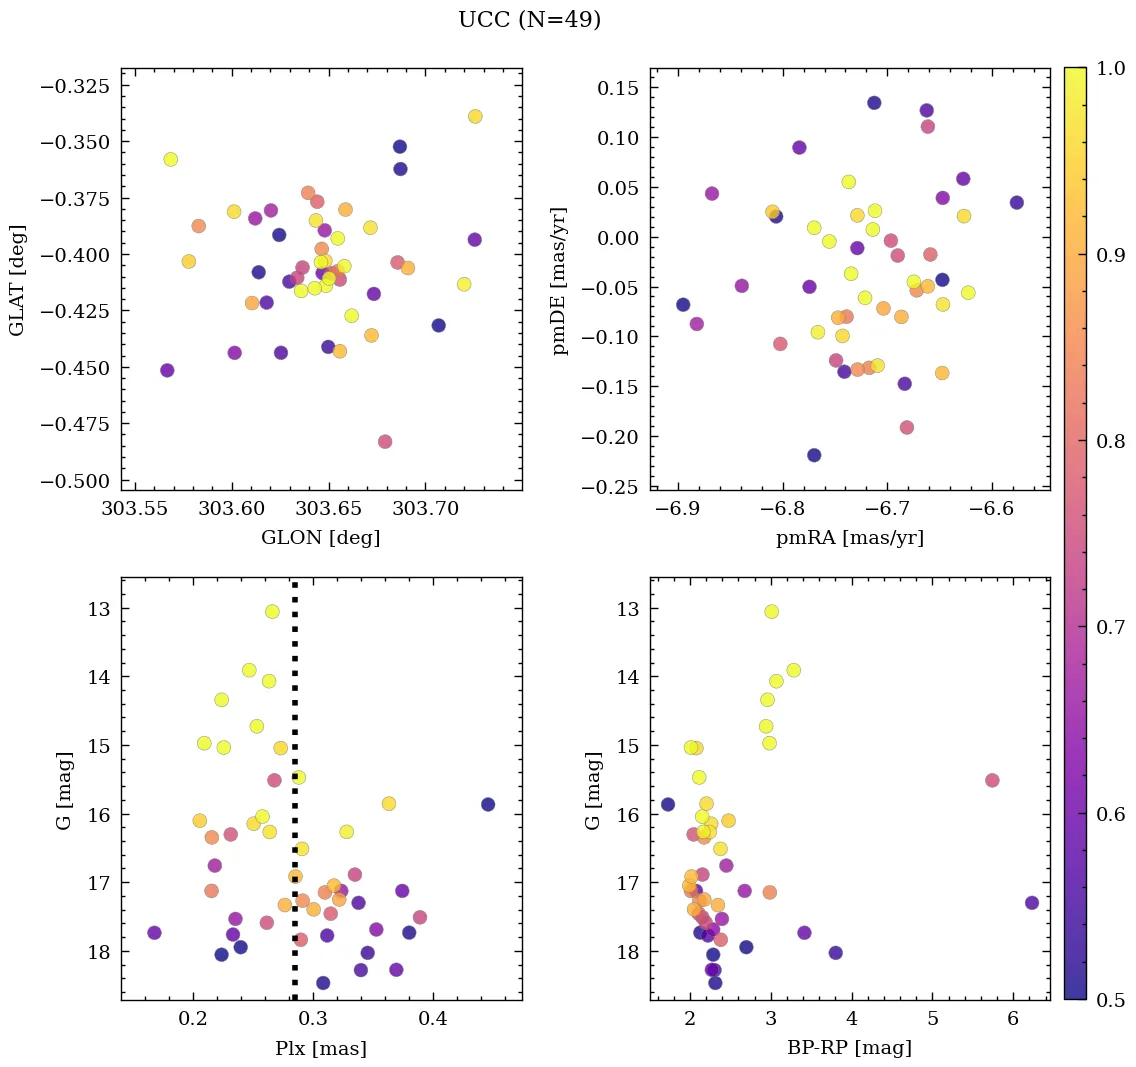 UCC (N=49)
−0.325
−0.350
−0.375
−0.400
−0.425
−0.450
−0.475
−0.500
GLAT [deg]
303.55 303.60 303.65 303.70
GLON [deg]
0.15
0.10
0.05
0.00
−0.05
−0.10
−0.15
−0.20
−0.25
pmDE [mas/yr]
−6.9 −6.8 −6.7 −6.6
pmRA [mas/yr]
13
14
15
16
17
18
G [mag]
0.2 0.3 0.4
Plx [mas]
13
14
15
16
17
18
G [mag]
2 3 4 5 6
BP-RP [mag]
1.0
0.9
0.8
0.7
0.6
0.5